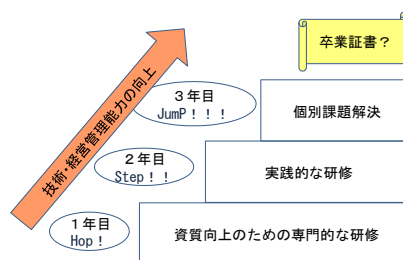 卒業証書？
技術・経営管理能力の向上
３年目
JumP！！！
個別課題解決
２年目
Step！！
実践的な研修
１年目
Hop！
資質向上のための専門的な研修